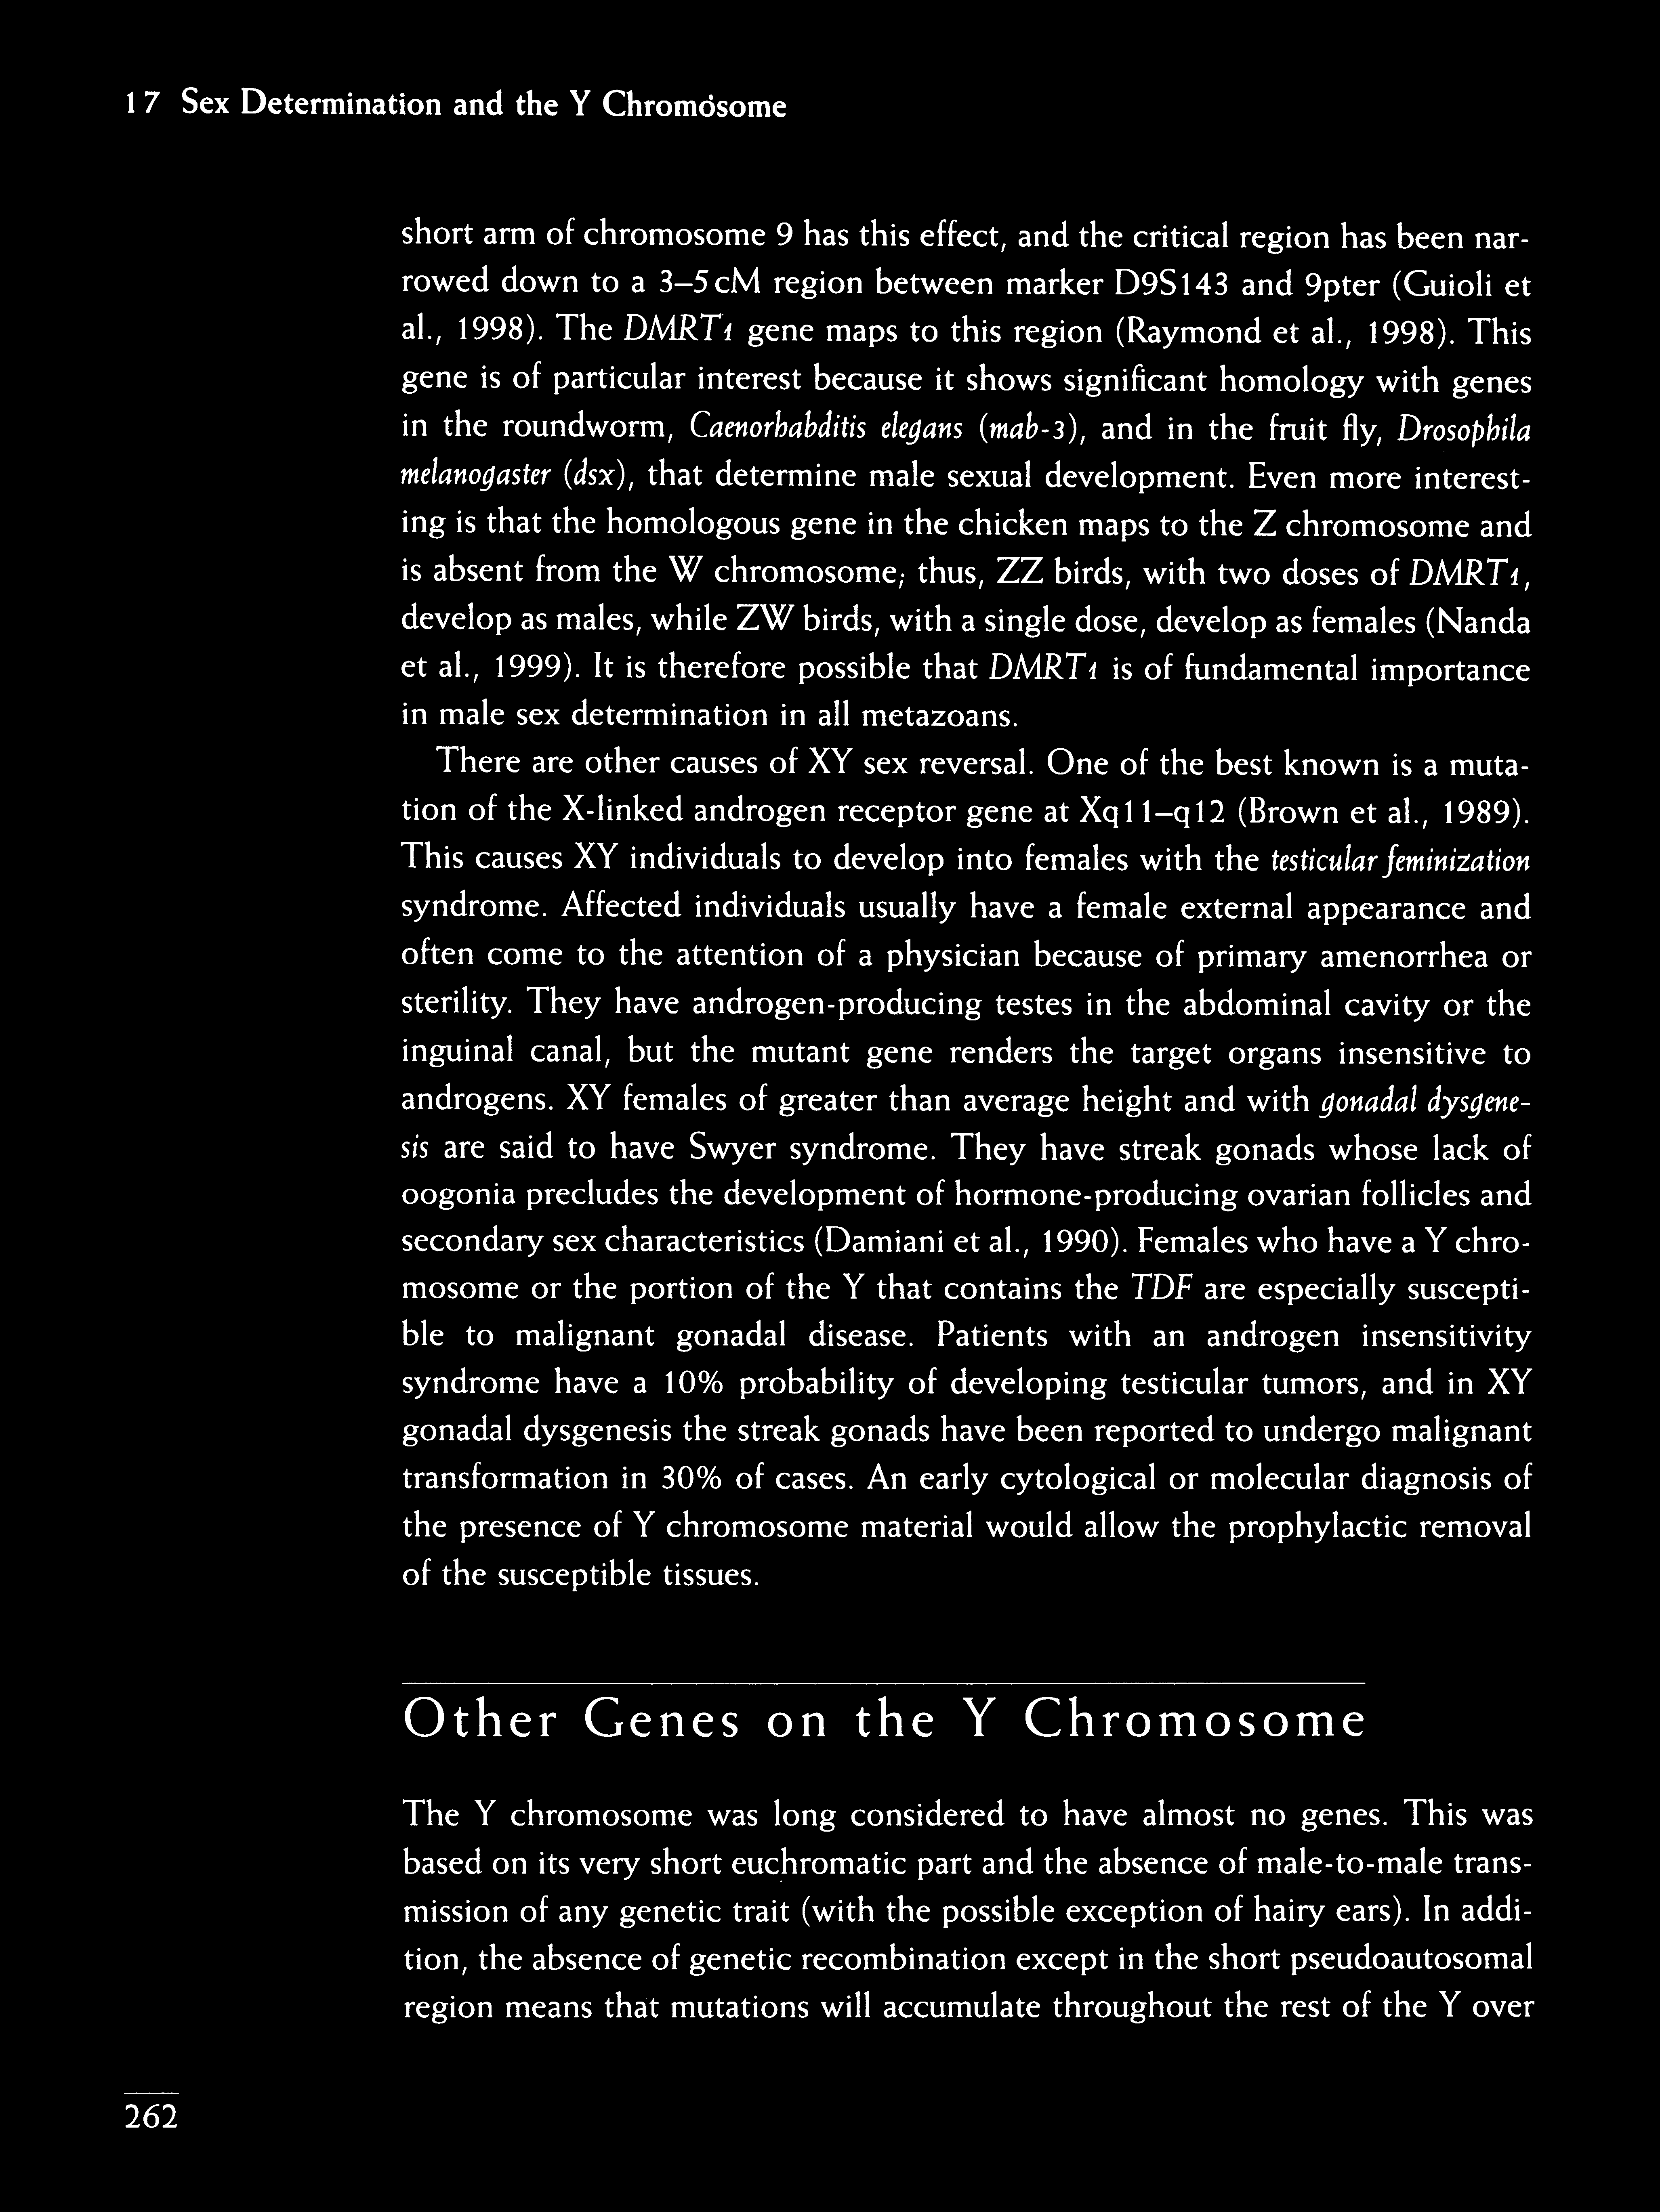 17 Sex Determination and the Y Chromosome
short arm of chromosome 9 has this effect, and the critical region has been nar-
rowed down to a 3–5 cM region between marker D9S143 and 9pter (Guioli et
al., 1998). The DMRT1 gene maps to this region (Raymond et al., 1998). This
gene is of particular interest because it shows significant homology with genes
in the roundworm, Caenorhabditis elegans (mab-3), and in the fruit fly, Drosophila
melanogaster (dsx), that determine male sexual development. Even more interest-
ing is that the homologous gene in the chicken maps to the Z chromosome and
is absent from the W chromosome; thus, ZZ birds, with two doses of DMRT1,
develop as males, while ZW birds, with a single dose, develop as females (Nanda
et al., 1999). It is therefore possible that DMRT1 is of fundamental importance
in male sex determination in all metazoans.
There are other causes of XY sex reversal. One of the best known is a muta-
tion of the X-linked androgen receptor gene at Xq11–q12 (Brown et al., 1989).
This causes XY individuals to develop into females with the testicular feminization
syndrome. Affected individuals usually have a female external appearance and
often come to the attention of a physician because of primary amenorrhea or
sterility. They have androgen-producing testes in the abdominal cavity or the
inguinal canal, but the mutant gene renders the target organs insensitive to
androgens. XY females of greater than average height and with gonadal dysgene-
sis are said to have Swyer syndrome. They have streak gonads whose lack of
oogonia precludes the development of hormone-producing ovarian follicles and
secondary sex characteristics (Damiani et al., 1990). Females who have a Y chro-
mosome or the portion of the Y that contains the TDF are especially suscepti-
ble to malignant gonadal disease. Patients with an androgen insensitivity
syndrome have a 10% probability of developing testicular tumors, and in XY
gonadal dysgenesis the streak gonads have been reported to undergo malignant
transformation in 30% of cases. An early cytological or molecular diagnosis of
the presence of Y chromosome material would allow the prophylactic removal
of the susceptible tissues.
Other Genes on the Y Chromosome
The Y chromosome was long considered to have almost no genes. This was
based on its very short euchromatic part and the absence of male-to-male trans-
mission of any genetic trait (with the possible exception of hairy ears). In addi-
tion, the absence of genetic recombination except in the short pseudoautosomal
region means that mutations will accumulate throughout the rest of the Y over
262